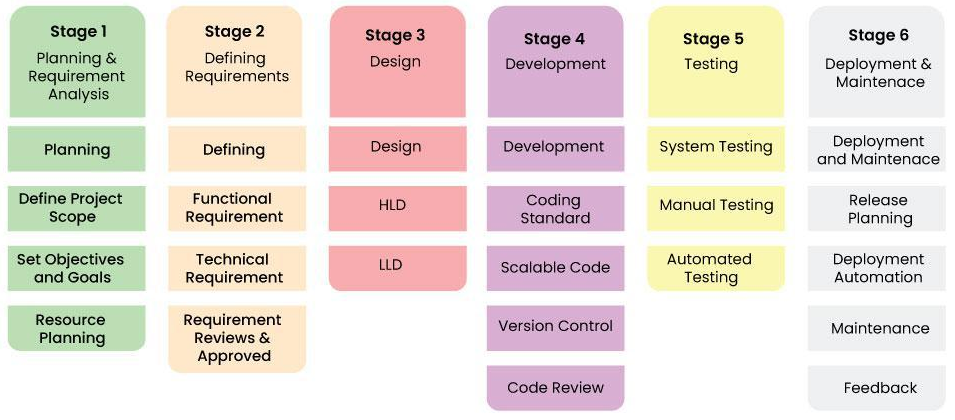 Stage 1
Planning &
Requirement
Analysis
Planning
Define Project
Scope
Set Objectives
and Goals
Resource
Planning
Stage 2
Defining
Requirements
Defining
Functional
Requirement
Technical
Requirement
Requirement
Reviews &
Approved
Stage 3
Design
Design
HLD
LLD
Stage 4
Development
Development
Coding
Standard
Scalable Code
Version Control
Code Review
Stage 5
Testing
System Testing
Manual Testing
Automated
Testing
Stage 6
Deployment &
Maintenace
Deployment
and Maintenace
Release
Planning
Deployment
Automation
Maintenance
Feedback